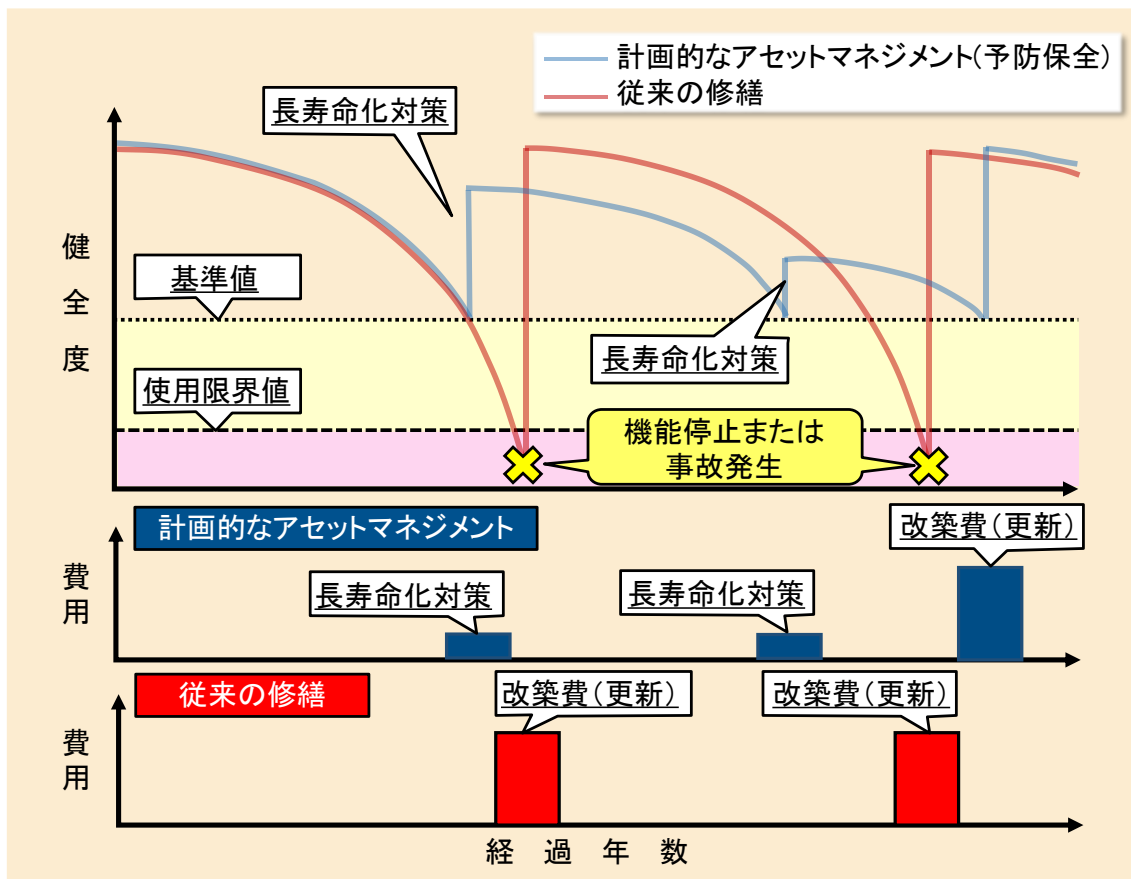 計画的なアセットマネジメント(予防保全)
従来の修繕
長寿命化対策
健全度
基準値
長寿命化対策
使用限界値
機能停止または
事故発生
計画的なアセットマネジメント
改築費(更新)
費用
長寿命化対策
長寿命化対策
従来の修繕
改築費(更新)
改築費(更新)
費用
経過年数